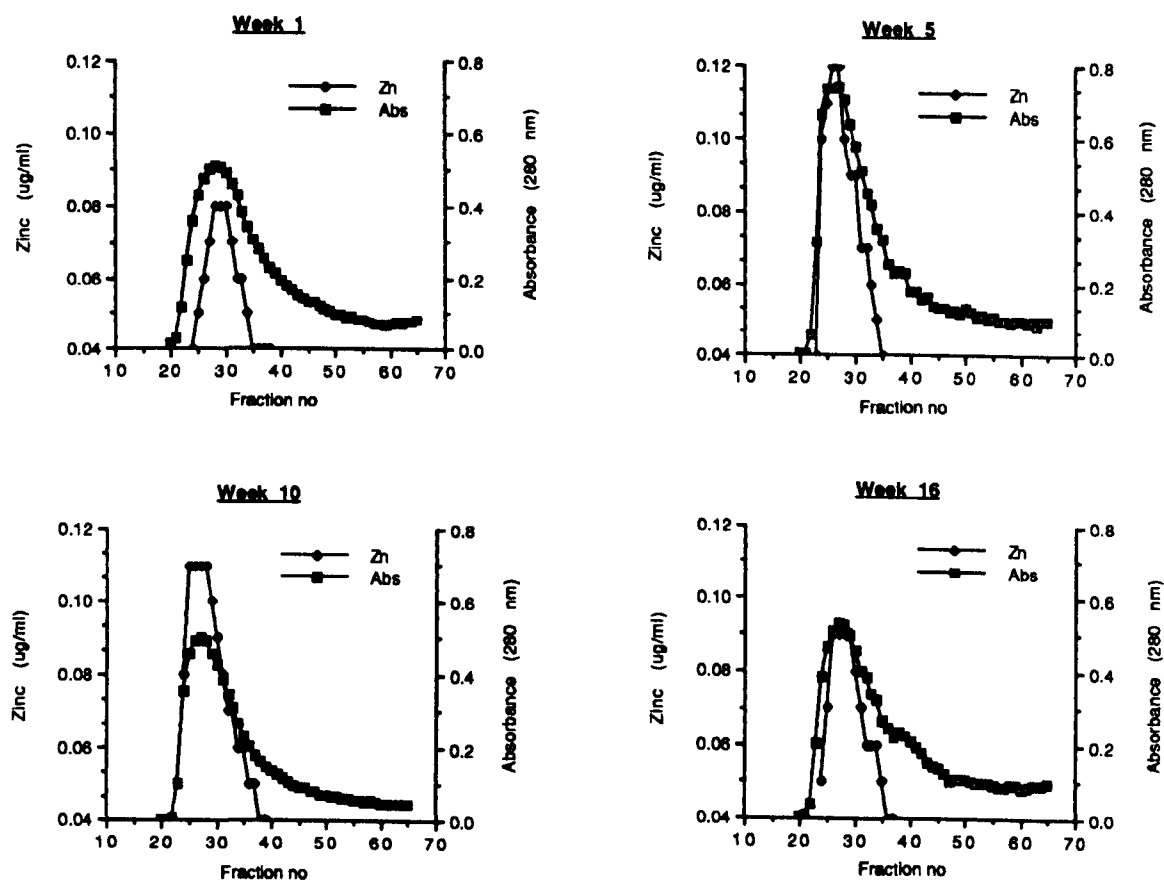 Week 1
0.12
0.10
0.08
0.06
0.04
Zinc (ug/ml)
Zn
Abs
0.8
0.6
0.4
0.2
0.0
Absorbance (280 nm)
10 20 30 40 50 60 70
Fraction no
Week 5
0.12
0.10
0.08
0.06
0.04
Zinc (ug/ml)
Zn
Abs
0.8
0.6
0.4
0.2
0.0
Absorbance (280 nm)
10 20 30 40 50 60 70
Fraction no
Week 10
0.12
0.10
0.08
0.06
0.04
Zinc (ug/ml)
Zn
Abs
0.8
0.6
0.4
0.2
0.0
Absorbance (280 nm)
10 20 30 40 50 60 70
Fraction no
Week 16
0.12
0.10
0.08
0.06
0.04
Zinc (ug/ml)
Zn
Abs
0.8
0.6
0.4
0.2
0.0
Absorbance (280 nm)
10 20 30 40 50 60 70
Fraction no